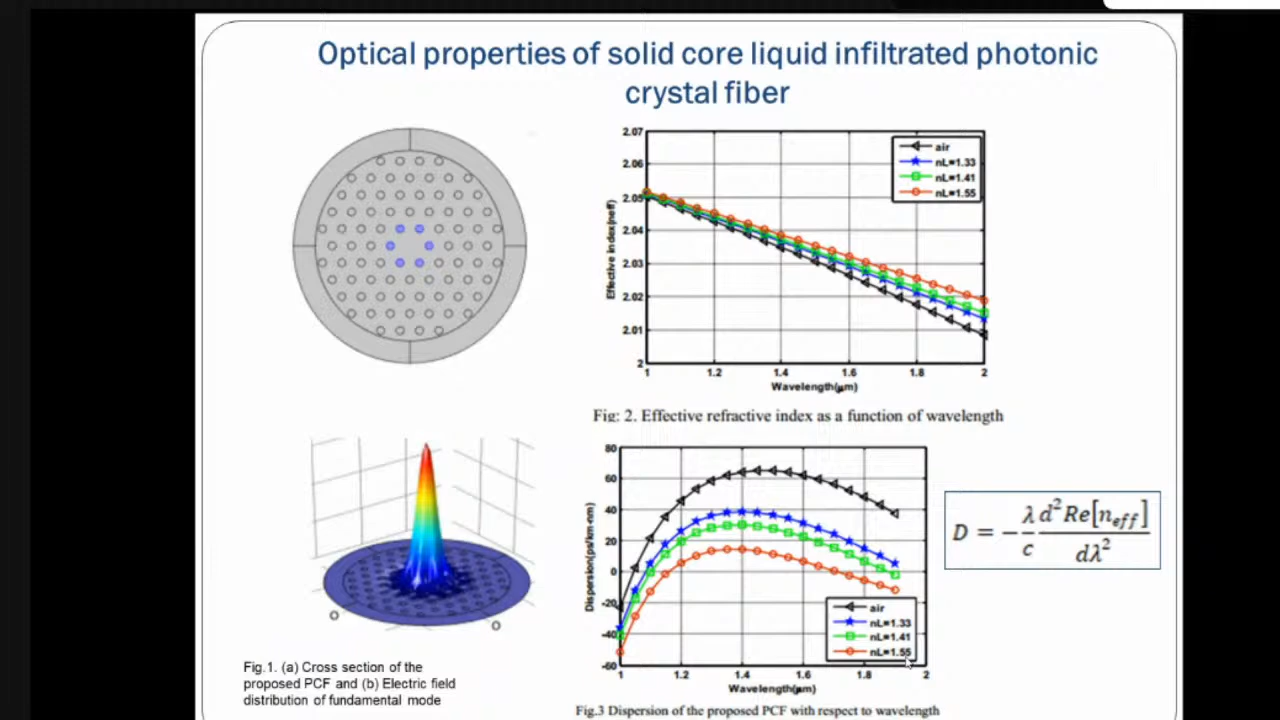 Optical properties of solid core liquid infiltrated photonic
crystal fiber
2.07
2.06
2.05
2.04
2.03
2.02
2.01
2
Effective index(neff)
1 1.2 1.4 1.6 1.8 2
Wavelength(μm)
air
nL=1.33
nL=1.41
nL=1.55
Fig: 2. Effective refractive index as a function of wavelength
80
60
40
20
0
-20
-40
-60
Dispersion(ps/km-nm)
1 1.2 1.4 1.6 1.8 2
Wavelength(μm)
air
nL=1.33
nL=1.41
nL=1.55
Fig.3 Dispersion of the proposed PCF with respect to wavelength
D = −λ/c d²Re[n_eff]/dλ²
Fig.1. (a) Cross section of the
proposed PCF and (b) Electric field
distribution of fundamental mode